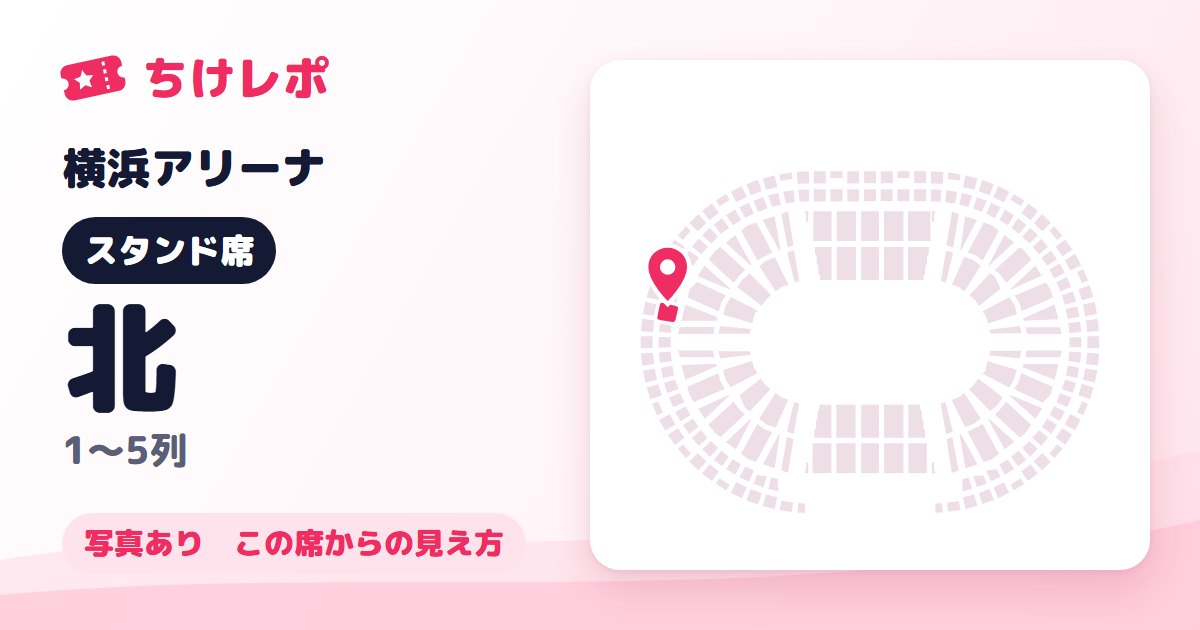 ちけレポ
横浜アリーナ
スタンド席
北
1〜5列
写真あり　この席からの見え方